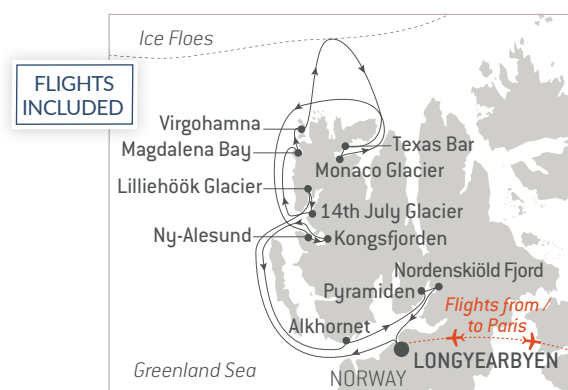 Ice Floes
FLIGHTS
INCLUDED
Virgohamna
Texas Bar
Magdalena Bay
Monaco Glacier
Lilliehöök Glacier
14th July Glacier
Ny-Alesund
Kongsfjorden
Nordenskiöld Fjord
Pyramiden
Flights from /
to Paris
Alkhornet
LONGYEARBYEN
Greenland Sea
NORWAY